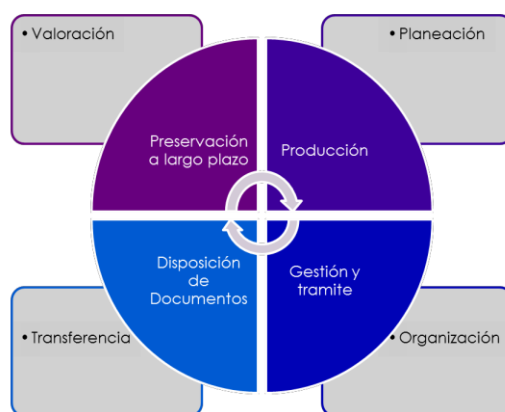 • Valoración
• Planeación
Preservación
a largo plazo
Producción
Disposición
de
Documentos
Gestión y
tramite
• Transferencia
• Organización